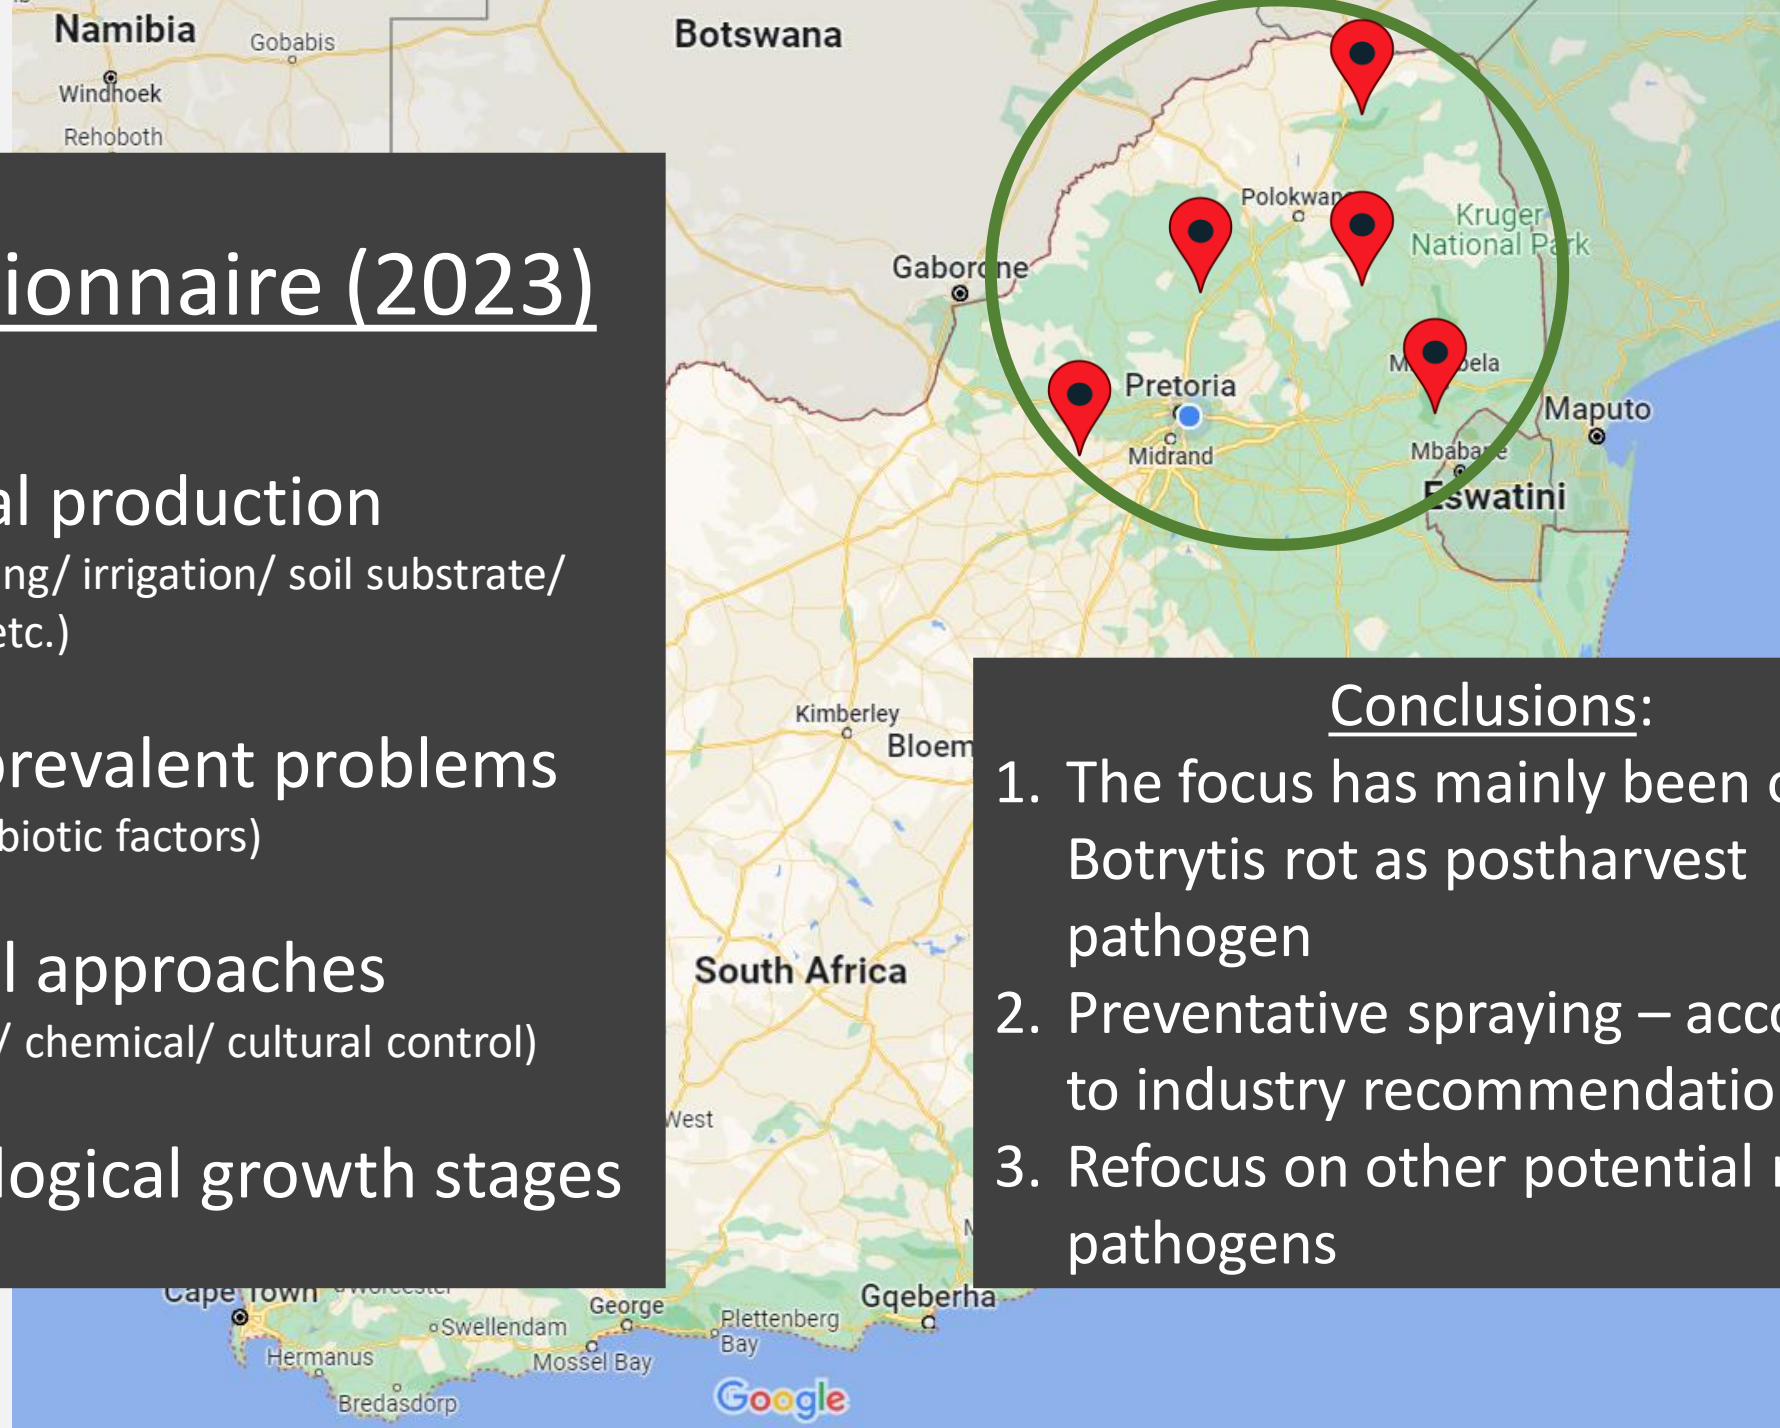 Namibia
Gobabis
Windhoek
Rehoboth
Botswana
Polokwan
Kruger
National Park
Gaborone
Pretoria
Midrand
M bela
Maputo
Mbabane
Eswatini
ionnaire (2023)
al production
ng/ irrigation/ soil substrate/
etc.)
prevalent problems
biotic factors)
l approaches
/ chemical/ cultural control)
logical growth stages
Kimberley
Bloem
South Africa
West
Conclusions:
1. The focus has mainly been o
Botrytis rot as postharvest
pathogen
2. Preventative spraying – acco
to industry recommendatio
3. Refocus on other potential
pathogens
Cape Town
Worcester
Swellendam
Hermanus
Bredasdorp
George
Mossel Bay
Plettenberg
Bay
Gqeberha
Google